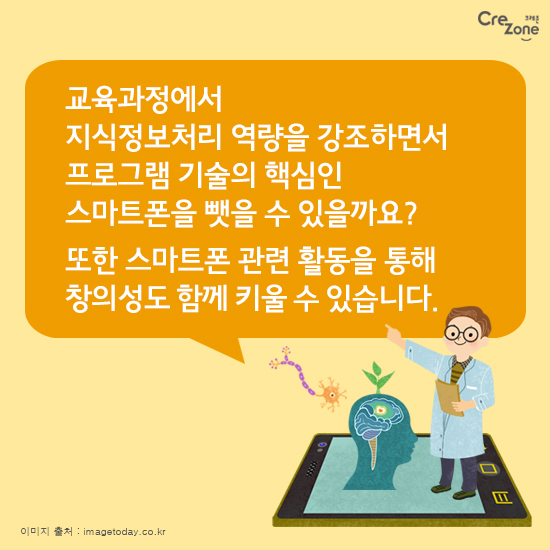 Cre 크레존
Zone
교육과정에서
지식정보처리 역량을 강조하면서
프로그램 기술의 핵심인
스마트폰을 뺏을 수 있을까요?
또한 스마트폰 관련 활동을 통해
창의성도 함께 키울 수 있습니다.
이미지 출처 : imagetoday.co.kr